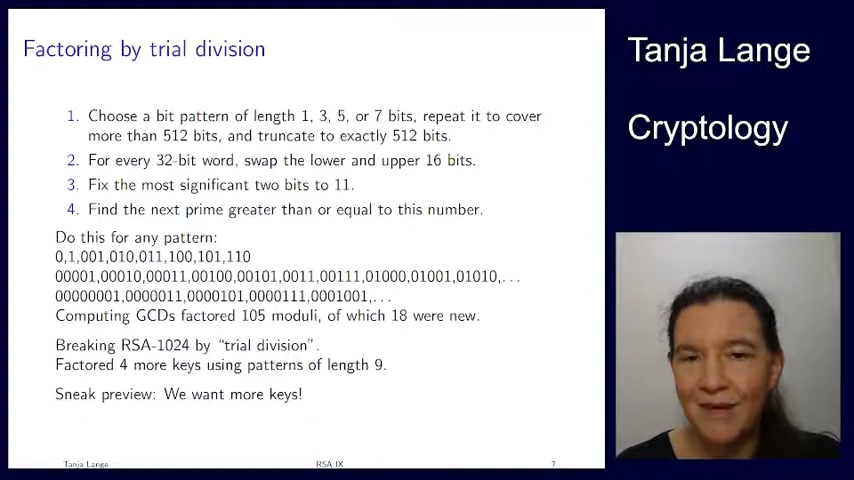 Factoring by trial division
1. Choose a bit pattern of length 1, 3, 5, or 7 bits, repeat it to cover
more than 512 bits, and truncate to exactly 512 bits.
2. For every 32-bit word, swap the lower and upper 16 bits.
3. Fix the most significant two bits to 11.
4. Find the next prime greater than or equal to this number.
Do this for any pattern:
0,1,001,010,011,100,101,110
00001,00010,00011,00100,00101,0011,00111,01000,01001,01010,...
00000001,0000011,0000101,0000111,0001001,...
Computing GCDs factored 105 moduli, of which 18 were new.
Breaking RSA-1024 by “trial division”.
Factored 4 more keys using patterns of length 9.
Sneak preview: We want more keys!
Tanja Lange
RSA IX
7
Tanja Lange
Cryptology